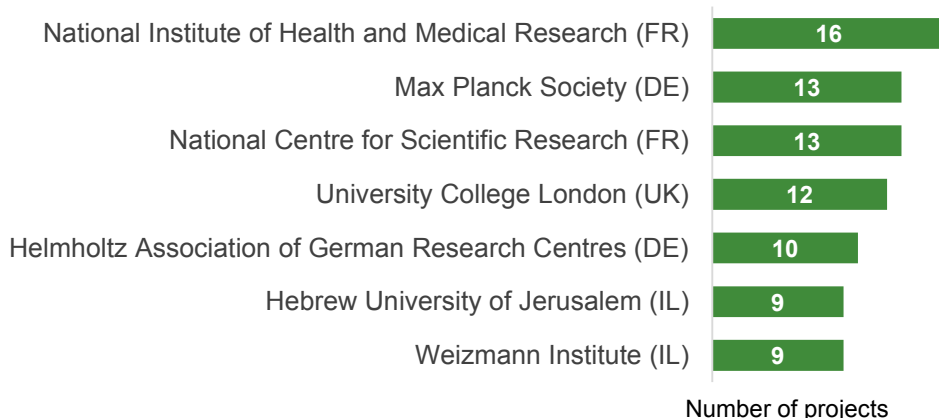 National Institute of Health and Medical Research (FR) 16
Max Planck Society (DE) 13
National Centre for Scientific Research (FR) 13
University College London (UK) 12
Helmholtz Association of German Research Centres (DE) 10
Hebrew University of Jerusalem (IL) 9
Weizmann Institute (IL) 9
Number of projects